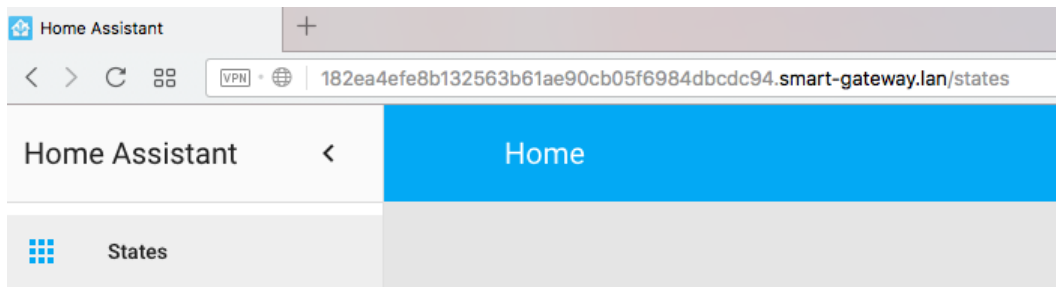 Home Assistant
VPN
182ea4efe8b132563b61ae90cb05f6984dbcdc94.smart-gateway.lan/states
Home Assistant
Home
States